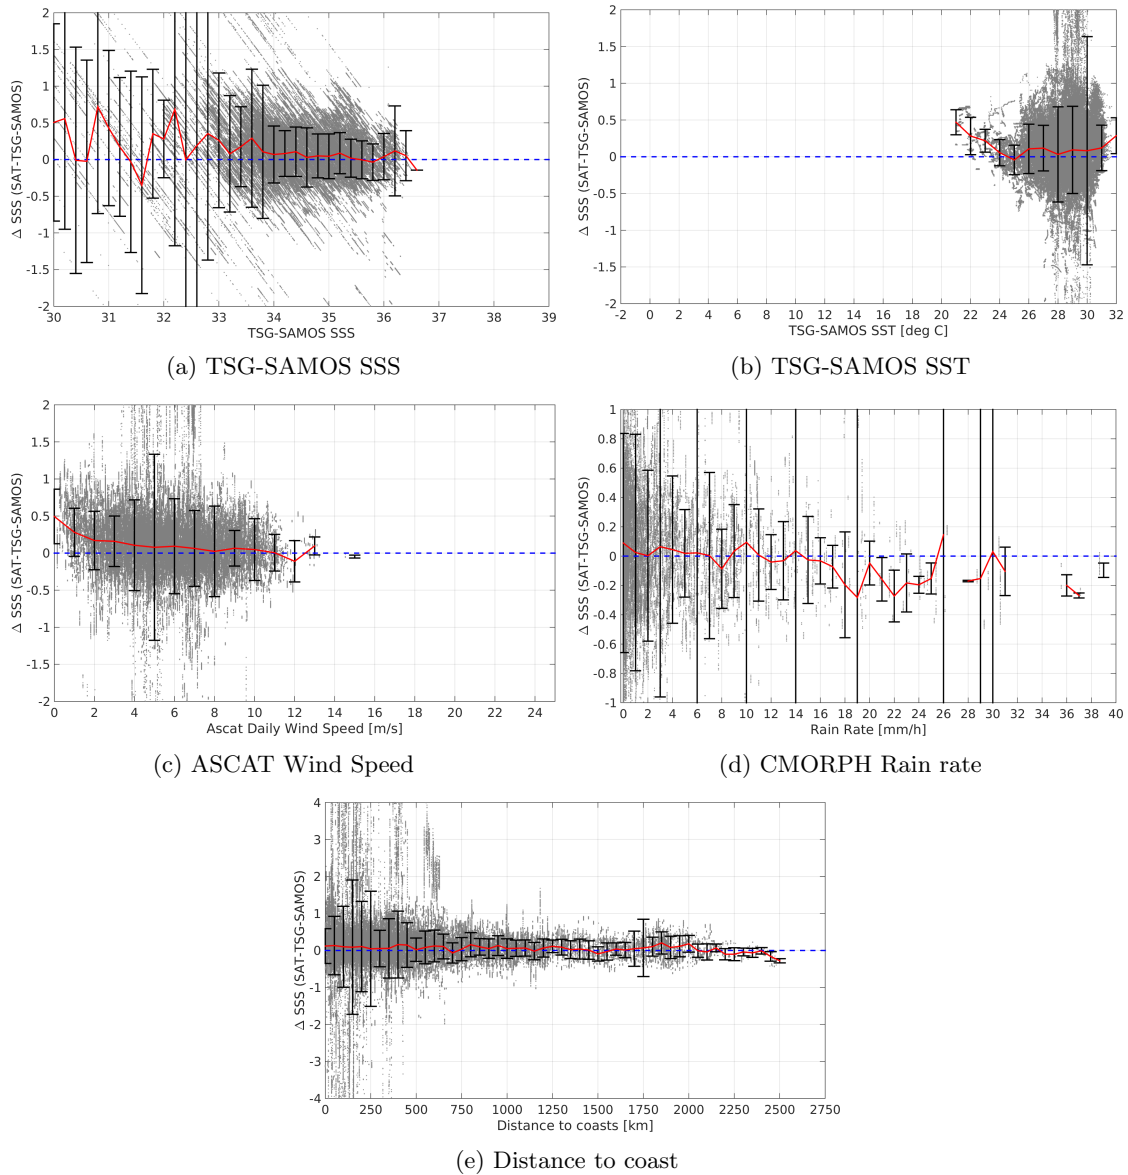 2
1.5
1
0.5
0
-0.5
-1
-1.5
-2
Δ SSS (SAT-TSG-SAMOS)
30 31 32 33 34 35 36 37 38 39
TSG-SAMOS SSS
(a) TSG-SAMOS SSS
2
1.5
1
0.5
0
-0.5
-1
-1.5
-2
Δ SSS (SAT-TSG-SAMOS)
-2 0 2 4 6 8 10 12 14 16 18 20 22 24 26 28 30 32
TSG-SAMOS SST [deg C]
(b) TSG-SAMOS SST
2
1.5
1
0.5
0
-0.5
-1
-1.5
-2
Δ SSS (SAT-TSG-SAMOS)
0 2 4 6 8 10 12 14 16 18 20 22 24
Ascat Daily Wind Speed [m/s]
(c) ASCAT Wind Speed
1
0.8
0.6
0.4
0.2
0
-0.2
-0.4
-0.6
-0.8
-1
Δ SSS (SAT-TSG-SAMOS)
0 2 4 6 8 10 12 14 16 18 20 22 24 26 28 30 32 34 36 38 40
Rain Rate [mm/h]
(d) CMORPH Rain rate
4
3
2
1
0
-1
-2
-3
-4
Δ SSS (SAT-TSG-SAMOS)
0 250 500 750 1000 1250 1500 1750 2000 2250 2500 2750
Distance to coasts [km]
(e) Distance to coast